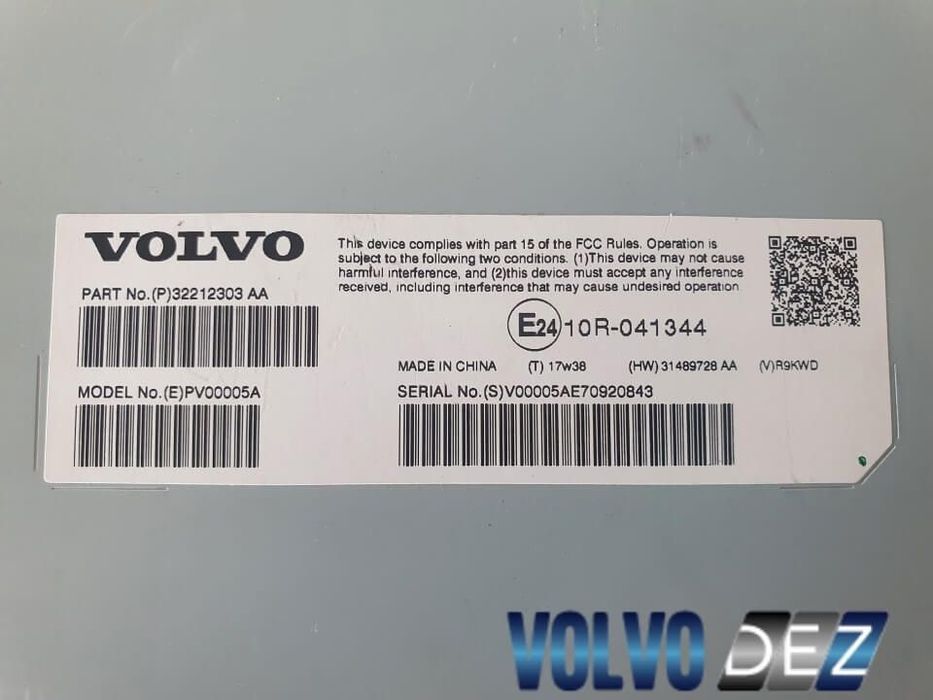 VOLVO
PART No.(P)32212303 AA
MODEL No.(E)PV00005A
This device complies with part 15 of the FCC Rules. Operation is
subject to the following two conditions. (1)This device may not cause
harmful interference, and (2)this device must accept any interference
received, including interference that may cause undesired operation
E24 10R-041344
MADE IN CHINA (T) 17w38 (HW) 31489728 AA (V)R9KWD
SERIAL No.(S)V00005AE70920843
VOLVO DEZ